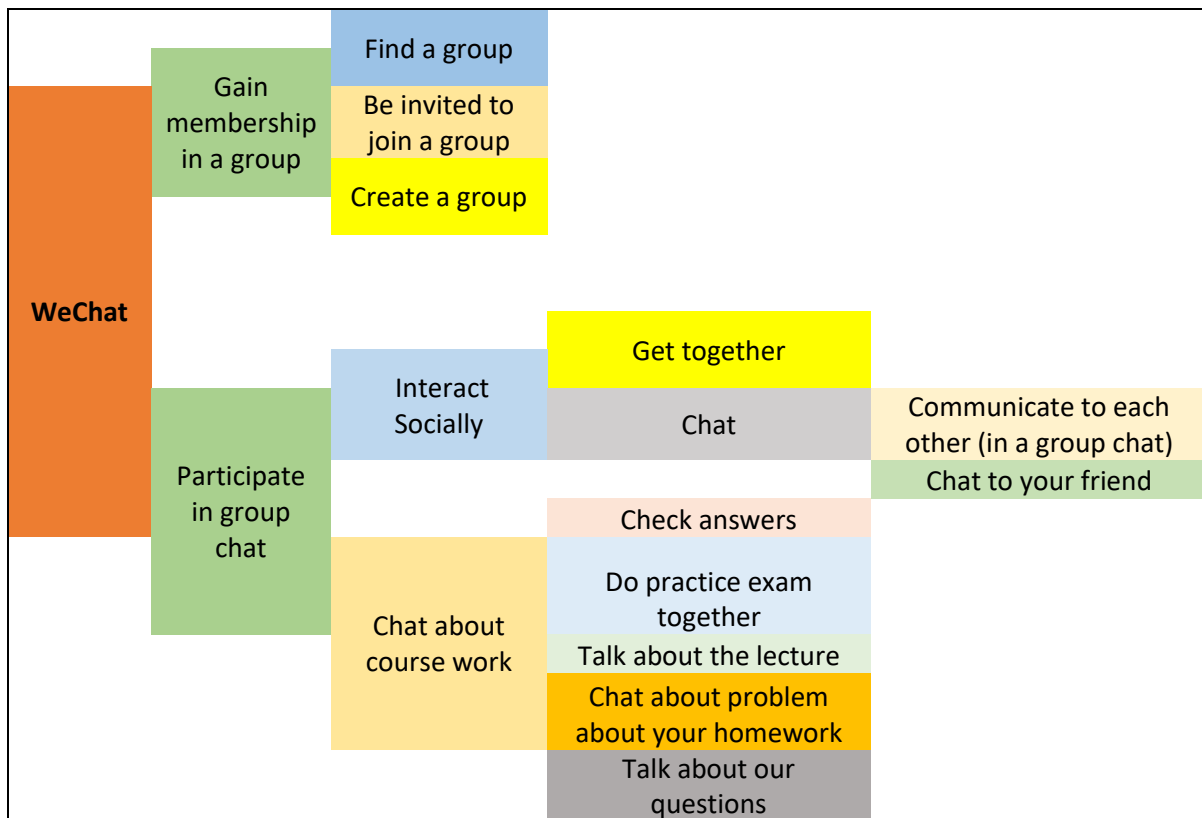 Find a group
Gain
membership
in a group
Be invited to
join a group
Create a group
WeChat
Get together
Interact
Socially
Chat
Communicate to each
other (in a group chat)
Chat to your friend
Participate
in group
chat
Check answers
Do practice exam
together
Chat about
course work
Talk about the lecture
Chat about problem
about your homework
Talk about our
questions